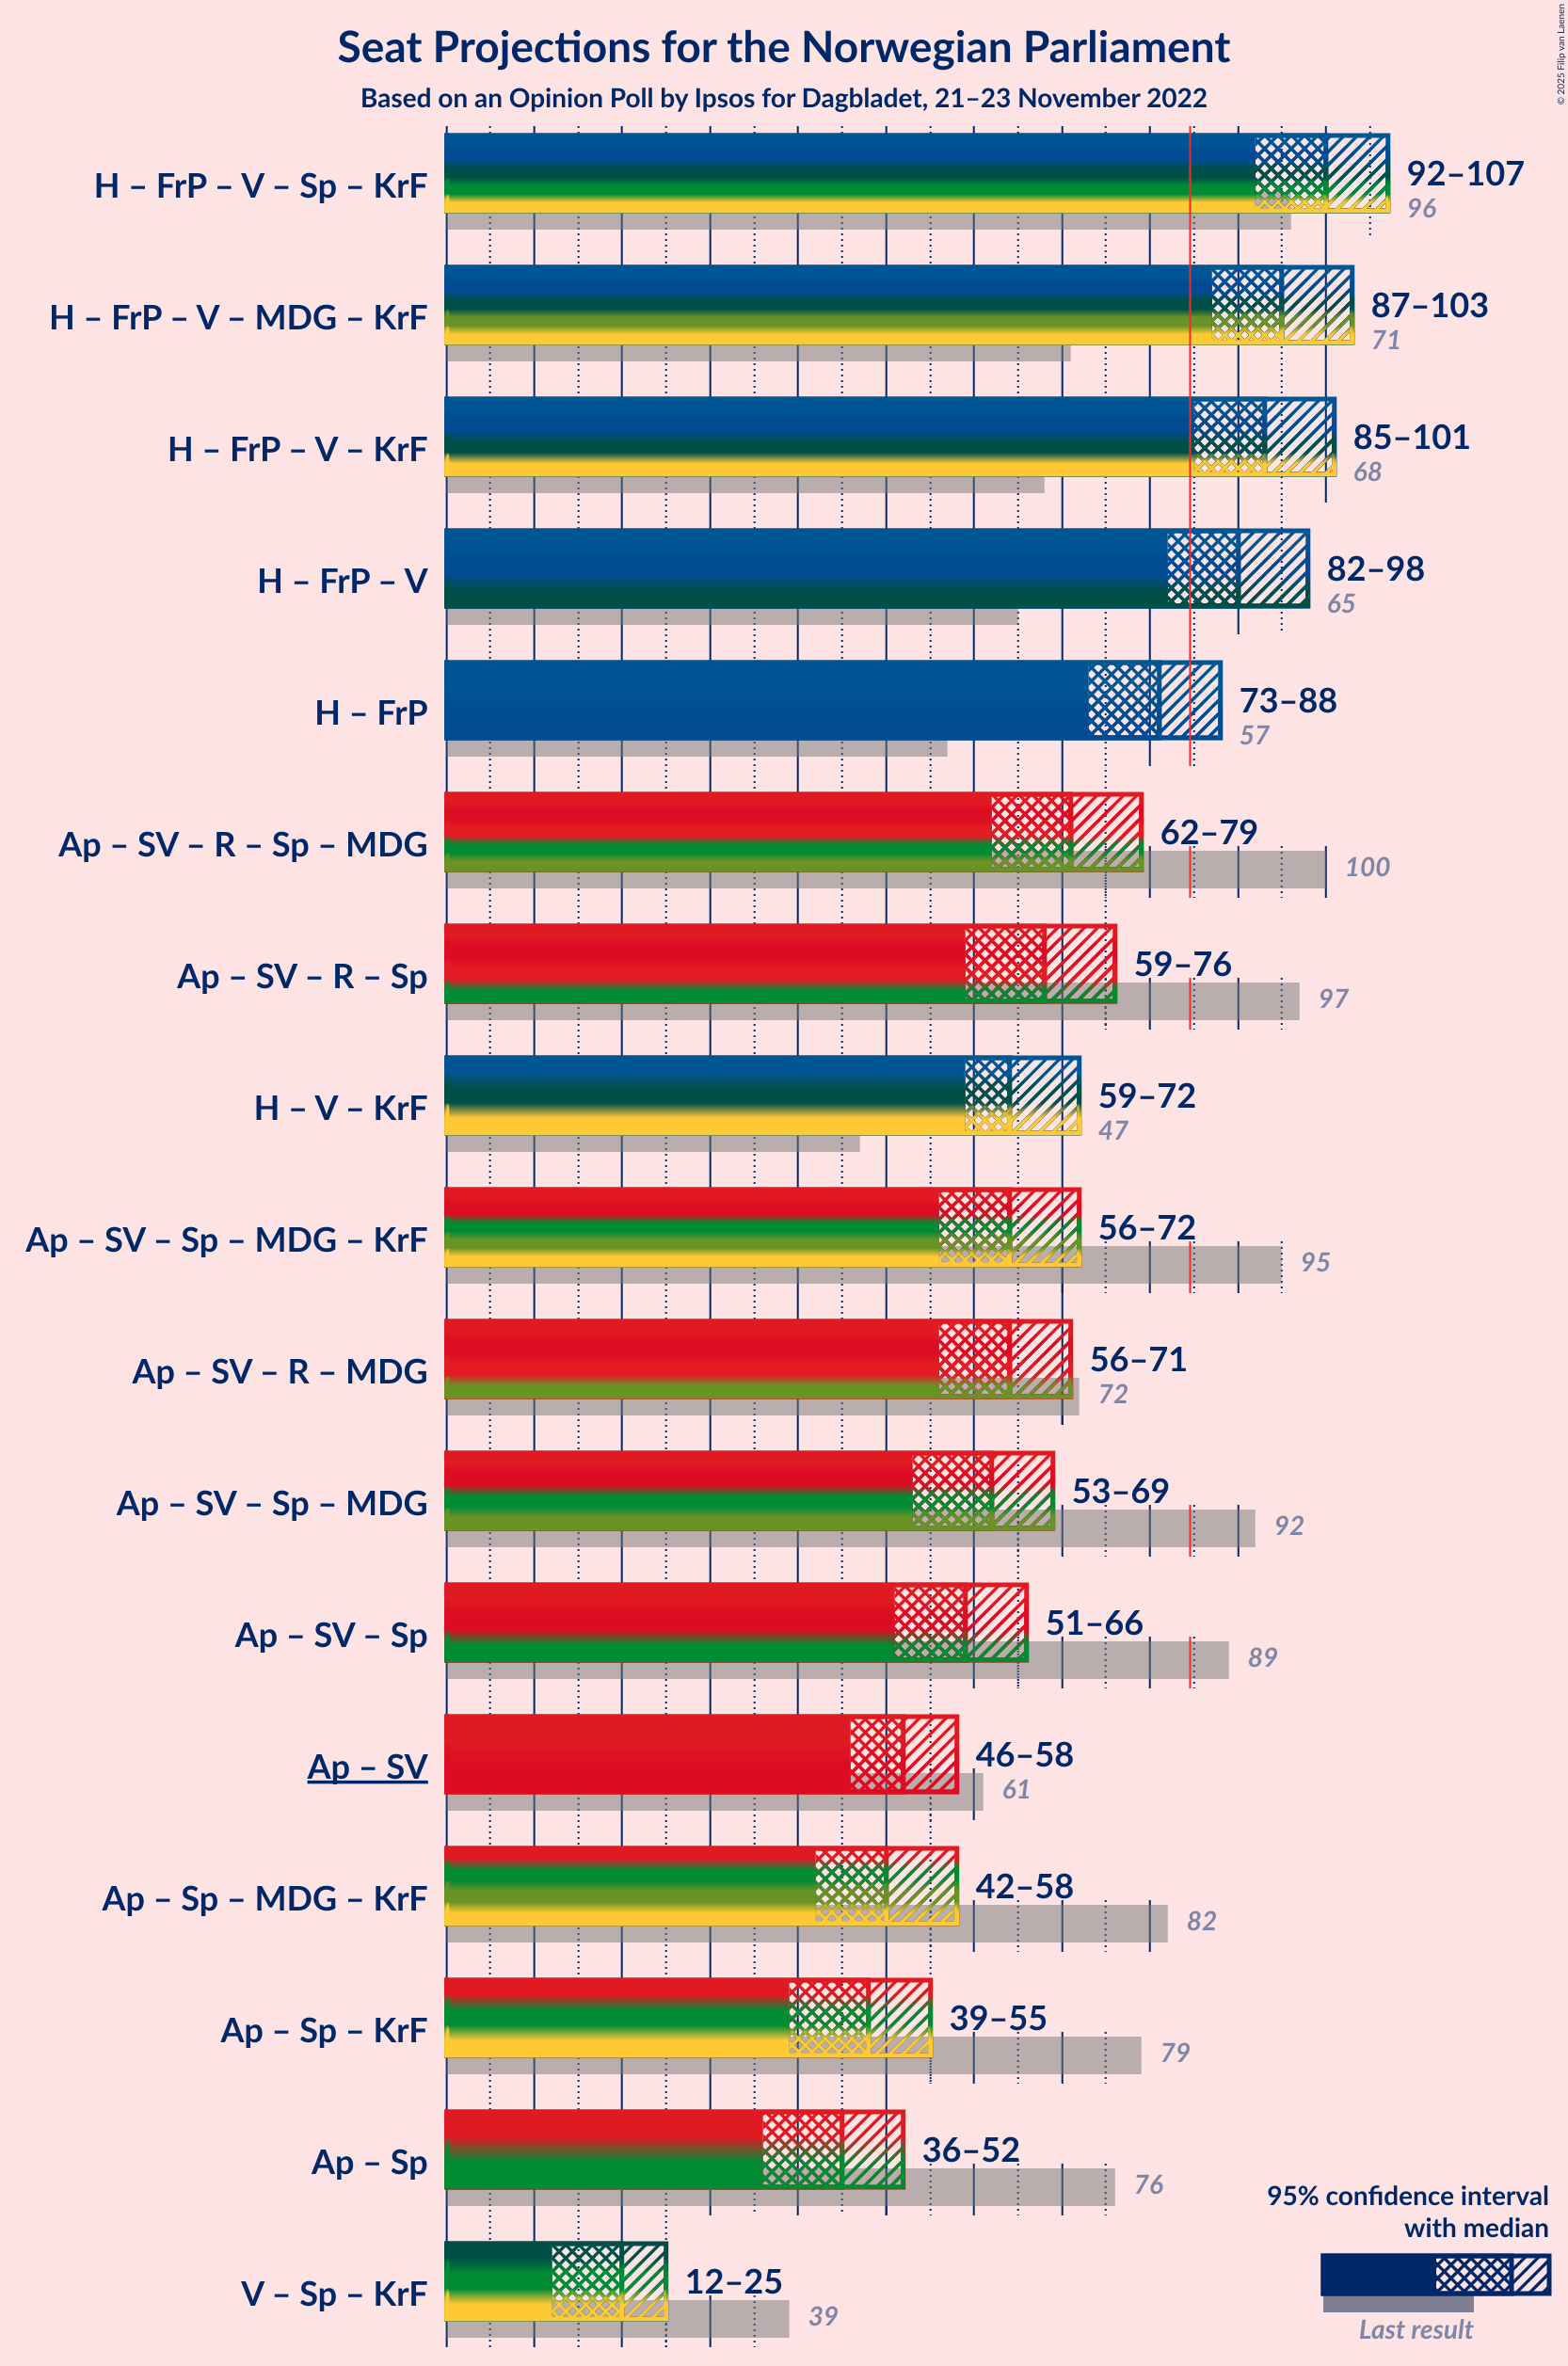 Seat Projections for the Norwegian Parliament
Based on an Opinion Poll by Ipsos for Dagbladet, 21–23 November 2022
© 2025 Filip van Laenen
H – FrP – V – Sp – KrF
92–107
96
H – FrP – V – MDG – KrF
87–103
71
H – FrP – V – KrF
85–101
68
H – FrP – V
82–98
65
H – FrP
73–88
57
Ap – SV – R – Sp – MDG
62–79
100
Ap – SV – R – Sp
59–76
97
H – V – KrF
59–72
47
Ap – SV – Sp – MDG – KrF
56–72
95
Ap – SV – R – MDG
56–71
72
Ap – SV – Sp – MDG
53–69
92
Ap – SV – Sp
51–66
89
Ap – SV
46–58
61
Ap – Sp – MDG – KrF
42–58
82
Ap – Sp – KrF
39–55
79
Ap – Sp
36–52
76
V – Sp – KrF
12–25
39
95% confidence interval
with median
Last result